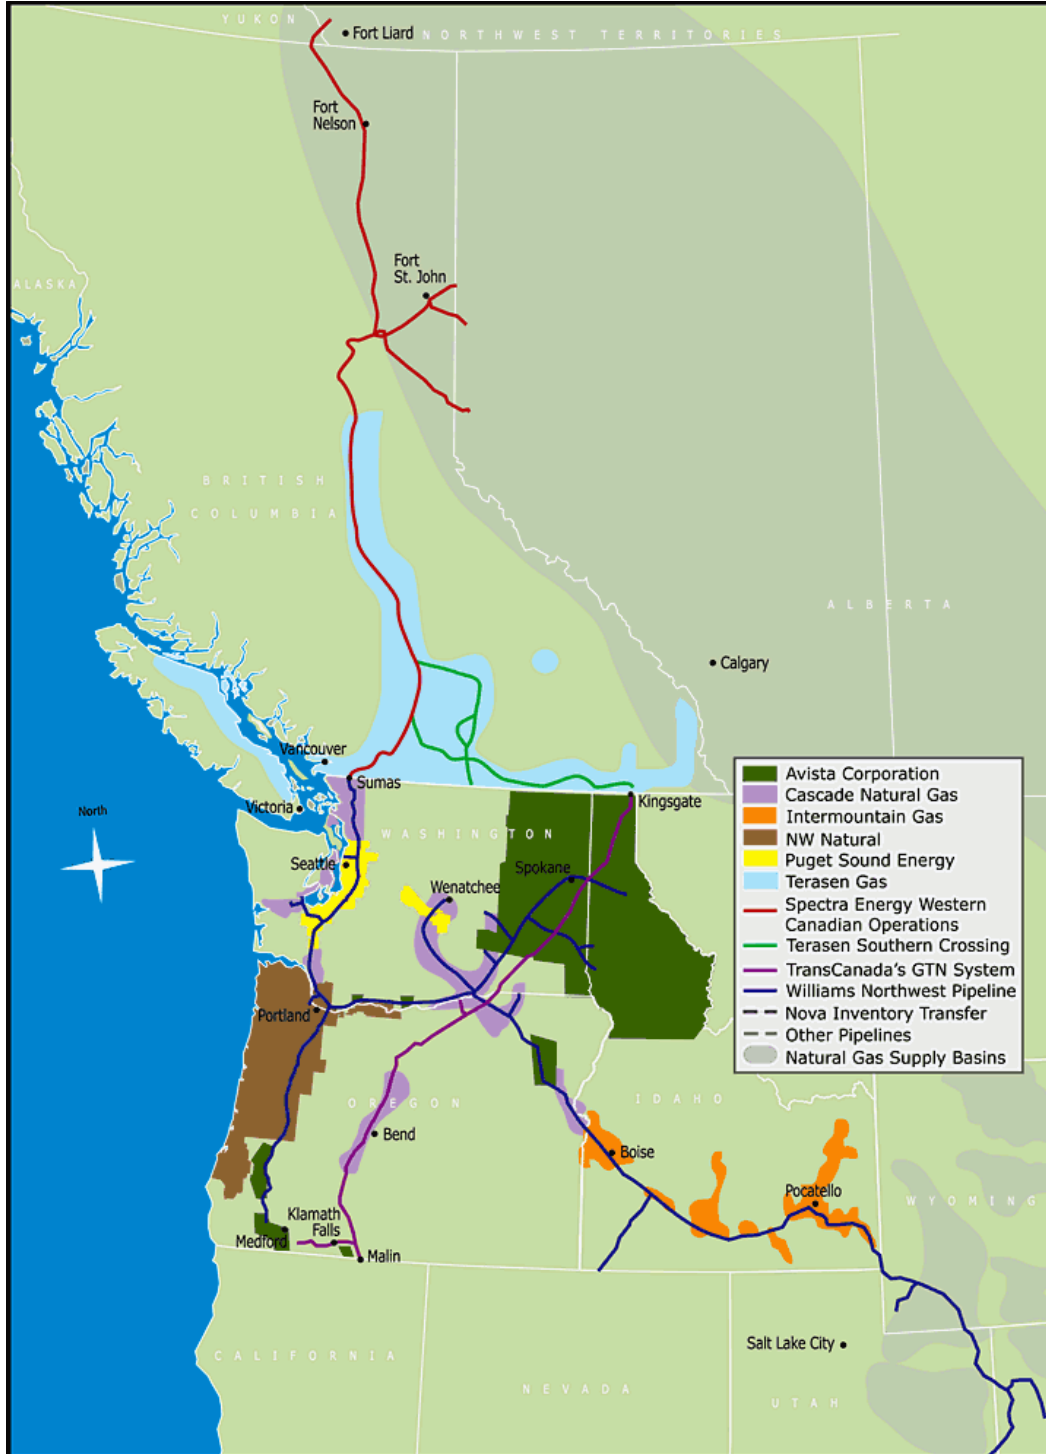 YUKON
Fort Liard
NORTHWEST TERRITORIES
Fort
Nelson
Fort
St. John
ALASKA
BRITISH
COLUMBIA
ALBERTA
Calgary
Vancouver
Sumas
Victoria
Kingsgate
North
WASHINGTON
Seattle
Spokane
Wenatchee
Avista Corporation
Cascade Natural Gas
Intermountain Gas
NW Natural
Puget Sound Energy
Terasen Gas
Spectra Energy Western
Canadian Operations
Terasen Southern Crossing
TransCanada's GTN System
Williams Northwest Pipeline
Nova Inventory Transfer
Other Pipelines
Natural Gas Supply Basins
Portland
OREGON
IDAHO
Bend
Boise
Pocatello
WYOMING
Klamath
Falls
Medford
Malin
Salt Lake City
CALIFORNIA
NEVADA
UTAH